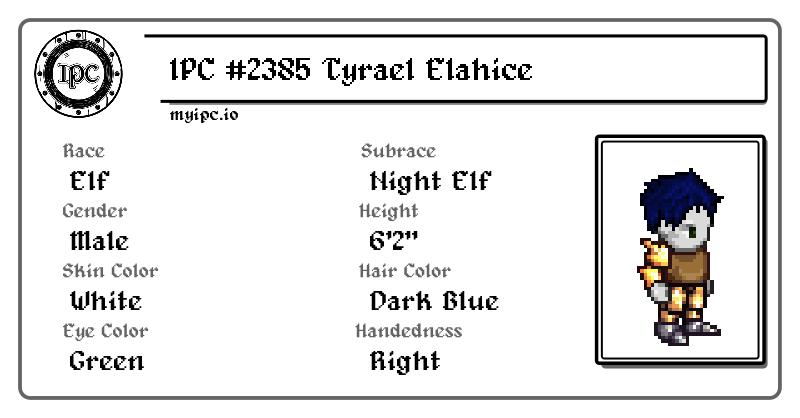 IPC
IPC #2385 Tyrael Elahice
myipc.io
Race
Elf
Subrace
Night Elf
Gender
Male
Height
6'2"
Skin Color
White
Hair Color
Dark Blue
Eye Color
Green
Handedness
Right